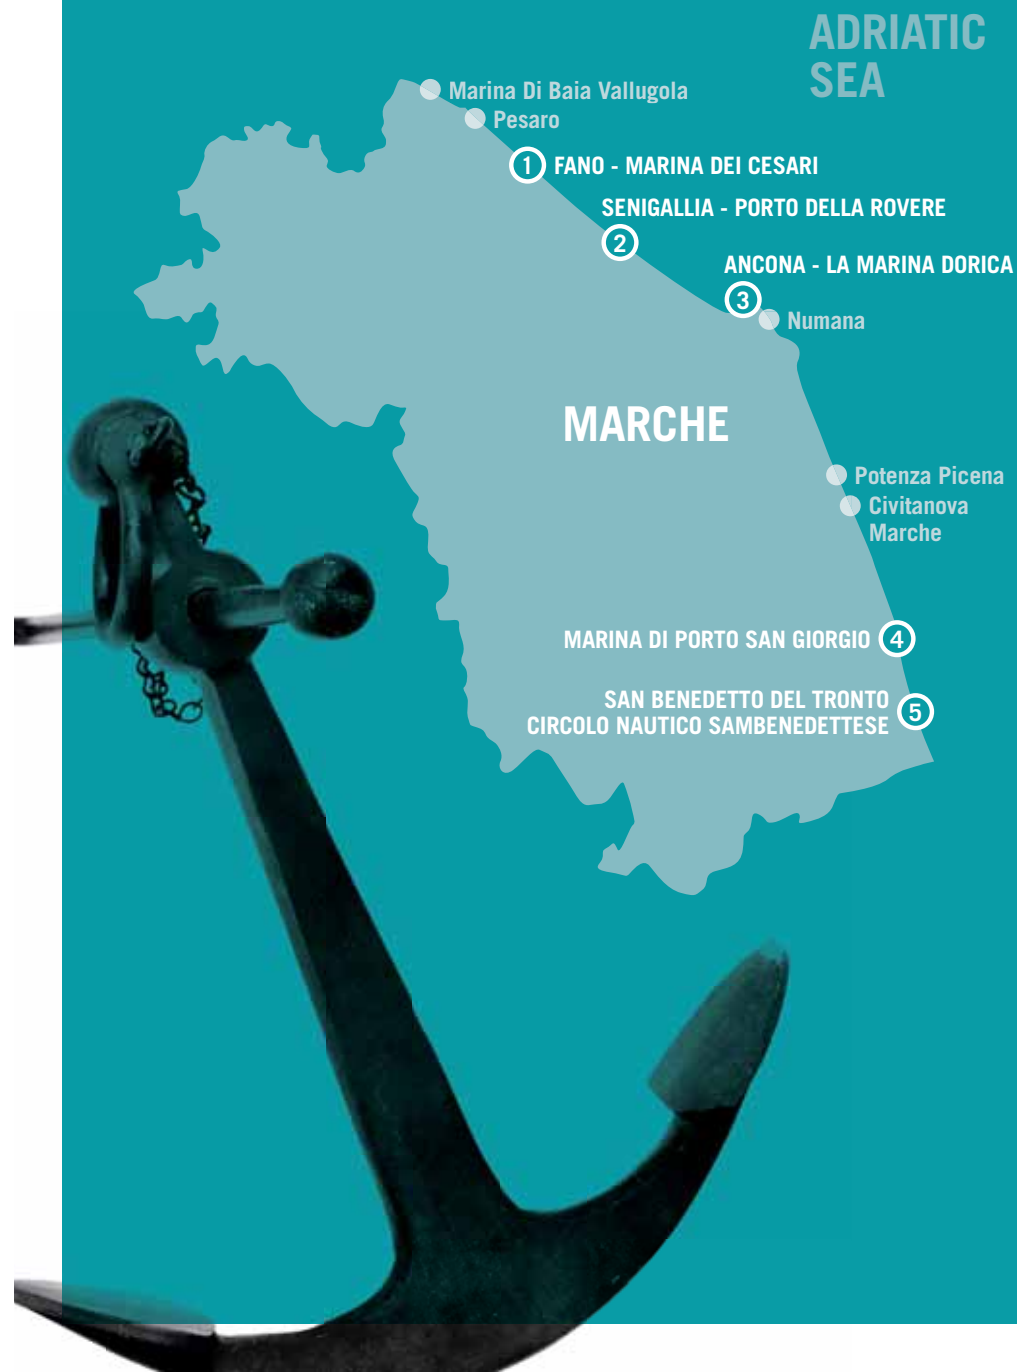 ADRIATIC
SEA
Marina Di Baia Vallugola
Pesaro
1 FANO - MARINA DEI CESARI
SENIGALLIA - PORTO DELLA ROVERE
2
ANCONA - LA MARINA DORICA
3
Numana
MARCHE
Potenza Picena
Civitanova
Marche
MARINA DI PORTO SAN GIORGIO 4
SAN BENEDETTO DEL TRONTO
CIRCOLO NAUTICO SAMBENEDETTESE 5